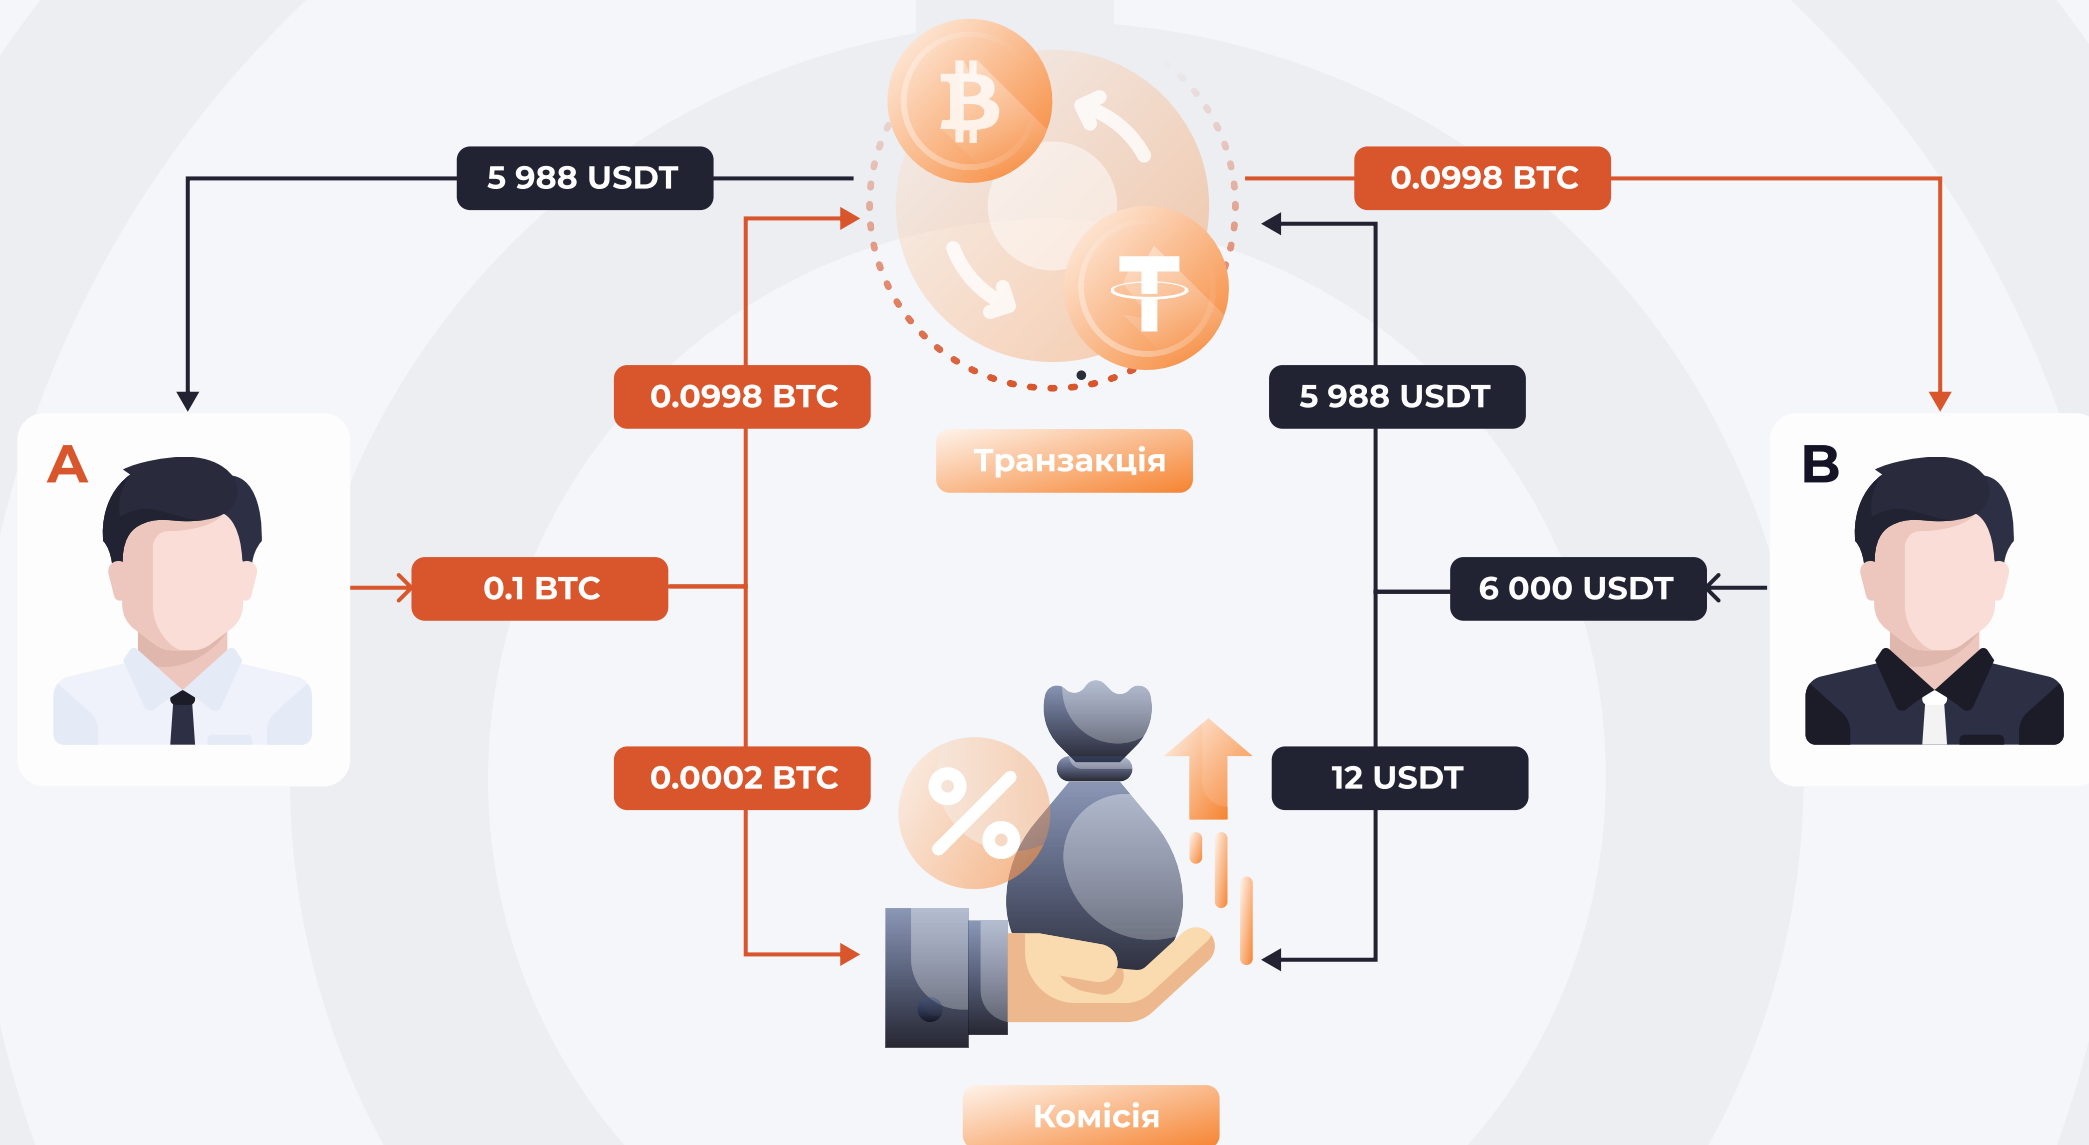 5 988 USDT
0.0998 BTC
0.0998 BTC
5 988 USDT
Транзакція
A
B
0.1 BTC
6 000 USDT
0.0002 BTC
12 USDT
Комісія